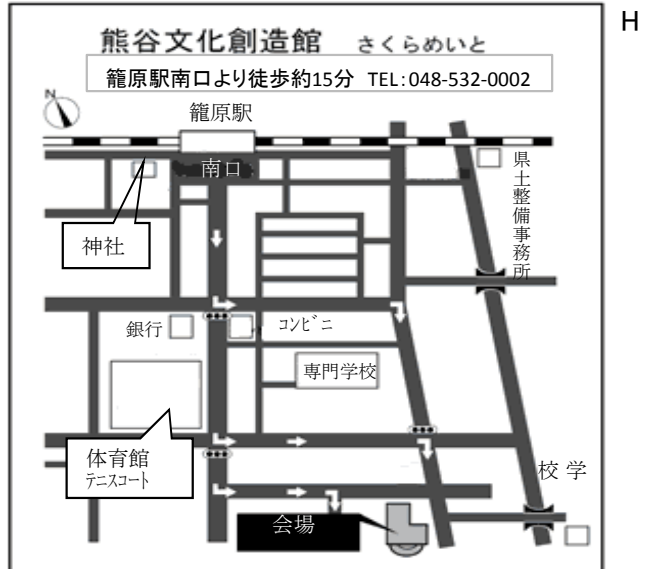 H
熊谷文化創造館 さくらめいと
籠原駅南口より徒歩約15分 TEL:048-532-0002
N
籠原駅
南口
県土整備事務所
神社
銀行
コンビニ
専門学校
体育館
テニスコート
校学
会場